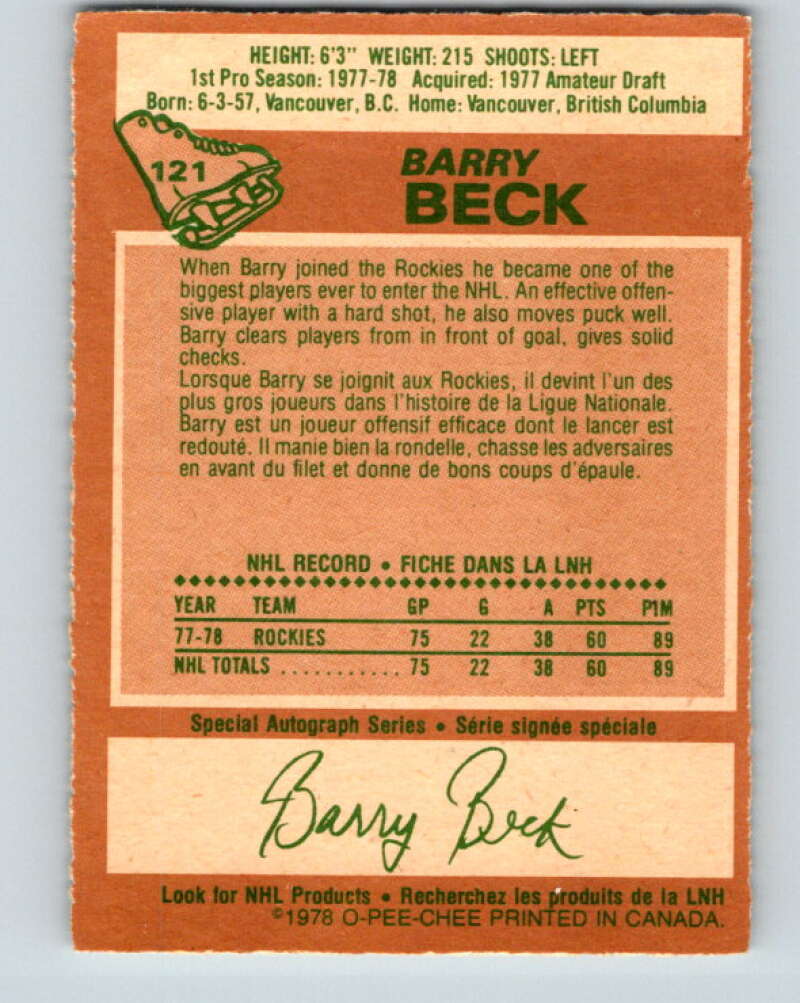 HEIGHT: 6'3" WEIGHT: 215 SHOOTS: LEFT
1st Pro Season: 1977-78 Acquired: 1977 Amateur Draft
Born: 6-3-57, Vancouver, B.C. Home: Vancouver, British Columbia
121
BARRY
BECK
When Barry joined the Rockies he became one of the
biggest players ever to enter the NHL. An effective offen-
sive player with a hard shot, he also moves puck well.
Barry clears players from in front of goal, gives solid
checks.
Lorsque Barry se joignit aux Rockies, il devint l'un des
plus gros joueurs dans l'histoire de la Ligue Nationale.
Barry est un joueur offensif efficace dont le lancer est
redouté. Il manie bien la rondelle, chasse les adversaires
en avant du filet et donne de bons coups d'épaule.
NHL RECORD • FICHE DANS LA LNH
YEAR TEAM GP G A PTS PIM
77-78 ROCKIES 75 22 38 60 89
NHL TOTALS ........... 75 22 38 60 89
Special Autograph Series • Série signée spéciale
Barry Beck
Look for NHL Products • Recherchez les produits de la LNH
©1978 O-PEE-CHEE PRINTED IN CANADA.